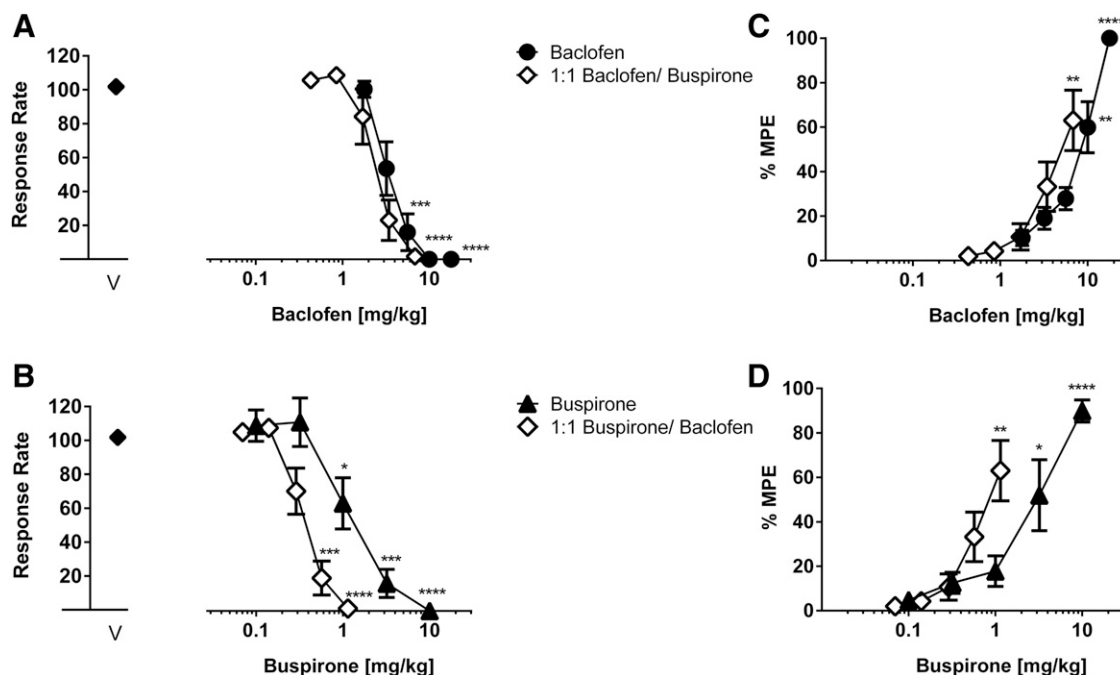 A
Response Rate
120
100
80
60
40
20
V
0.1
1
10
Baclofen [mg/kg]
***
****
****
Baclofen
1:1 Baclofen/ Buspirone
C
% MPE
100
80
60
40
20
0
0.1
1
10
Baclofen [mg/kg]
**
**
B
Response Rate
120
100
80
60
40
20
V
0.1
1
10
Buspirone [mg/kg]
*
***
***
****
****
Buspirone
1:1 Buspirone/ Baclofen
D
% MPE
100
80
60
40
20
0
0.1
1
10
Buspirone [mg/kg]
**
*
****